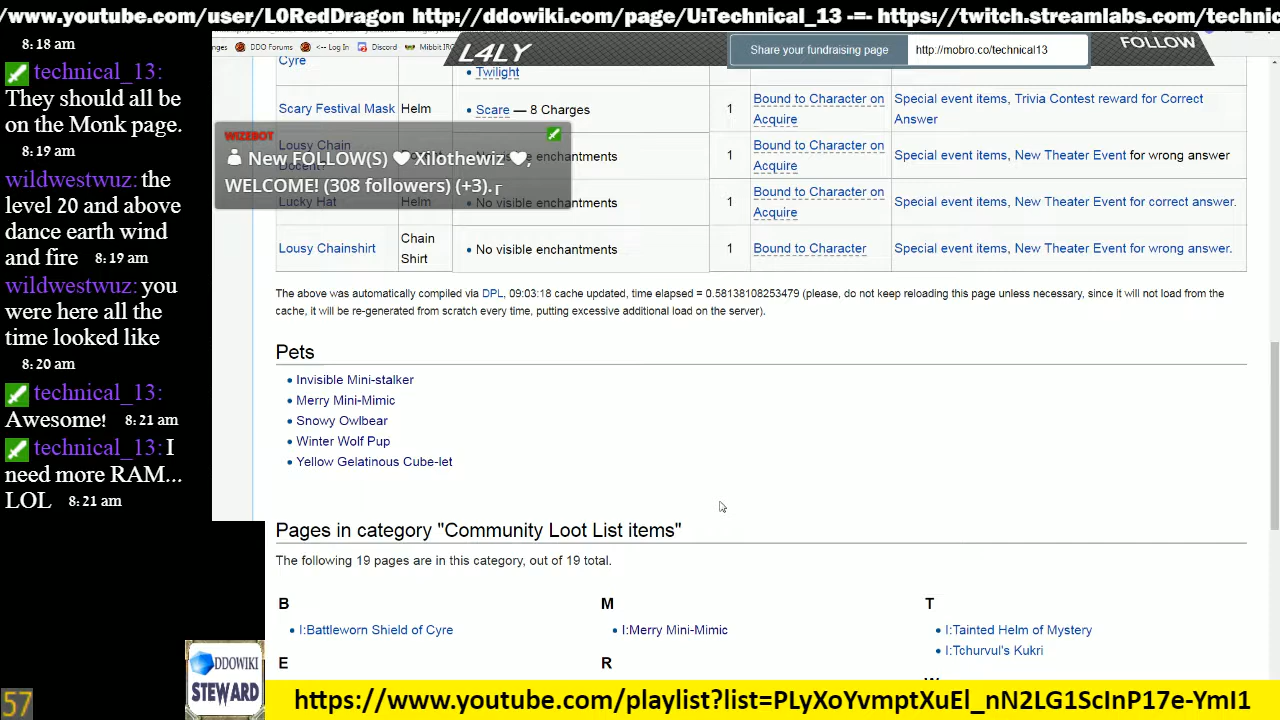 /www.youtube.com/user/L0RedDragon http://ddowiki.com/page/U:Technical_13 -=- https://twitch.streamlabs.com/technic
8:18 am
technical_13:
They should all be
on the Monk page.
8:19 am
wildwestwuz: the
level 20 and above
dance earth wind
and fire 8:19 am
wildwestwuz: you
were here all the
time looked like
8:20 am
technical_13:
Awesome! 8:21 am
technical_13: I
need more RAM...
LOL 8:21 am
nges DDO Forums <-- Log In Discord Mibbit IRC
L4LY
Share your fundraising page http://mobro.co/technical13
FOLLOW
Cyre
Twilight
Scary Festival Mask Helm • Scare — 8 Charges 1 Bound to Character on Acquire Special event items, Trivia Contest reward for Correct Answer
Lousy Chain enchantments 1 Bound to Character on Acquire Special event items, New Theater Event for wrong answer
WIZEBOT
New FOLLOW(S) Xilothewiz ,
WELCOME! (308 followers) (+3).
Lucky Hat Helm • No visible enchantments 1 Bound to Character on Acquire Special event items, New Theater Event for correct answer.
Lousy Chainshirt Chain Shirt • No visible enchantments 1 Bound to Character Special event items, New Theater Event for wrong answer.
The above was automatically compiled via DPL, 09:03:18 cache updated, time elapsed = 0.58138108253479 (please, do not keep reloading this page unless necessary, since it will not load from the
cache, it will be re-generated from scratch every time, putting excessive additional load on the server).
Pets
• Invisible Mini-stalker
• Merry Mini-Mimic
• Snowy Owlbear
• Winter Wolf Pup
• Yellow Gelatinous Cube-let
Pages in category "Community Loot List items"
The following 19 pages are in this category, out of 19 total.
B
• I:Battleworn Shield of Cyre
E
M
• I:Merry Mini-Mimic
R
T
• I:Tainted Helm of Mystery
• I:Tchurvul's Kukri
DDOWIKI
STEWARD
57
https://www.youtube.com/playlist?list=PLyXoYvmptXuEl_nN2LG1ScInP17e-YmI1